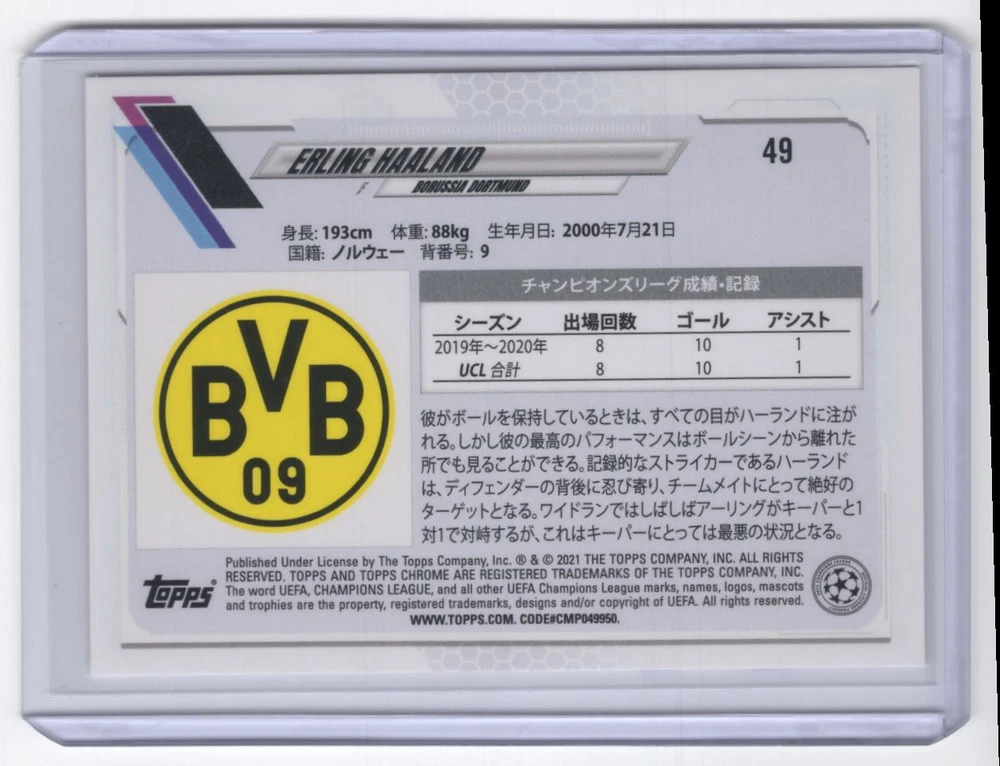 ERLING HAALAND
49
F BORUSSIA DORTMUND
身長: 193cm 体重: 88kg 生年月日: 2000年7月21日
国籍: ノルウェー 背番号: 9
チャンピオンズリーグ成績・記録
シーズン 出場回数 ゴール アシスト
2019年～2020年 8 10 1
UCL 合計 8 10 1
BVB
09
彼がボールを保持しているときは、すべての目がハーランドに注が
れる。しかし彼の最高のパフォーマンスはボールシーンから離れた
所でも見ることができる。記録的なストライカーであるハーランド
は、ディフェンダーの背後に忍び寄り、チームメイトにとって絶好の
ターゲットとなる。ワイドランではしばしばアーリングがキーパーと1
対1で対峙するが、これはキーパーにとっては最悪の状況となる。
Topps®
Published Under License by The Topps Company, Inc. ® & © 2021 THE TOPPS COMPANY, INC. ALL RIGHTS
RESERVED. TOPPS AND TOPPS CHROME ARE REGISTERED TRADEMARKS OF THE TOPPS COMPANY, INC.
The word UEFA, CHAMPIONS LEAGUE, and all other UEFA Champions League marks, names, logos, mascots
and trophies are the property, registered trademarks, designs and/or copyright of UEFA. All rights reserved.
WWW.TOPPS.COM. CODE#CMP049950.